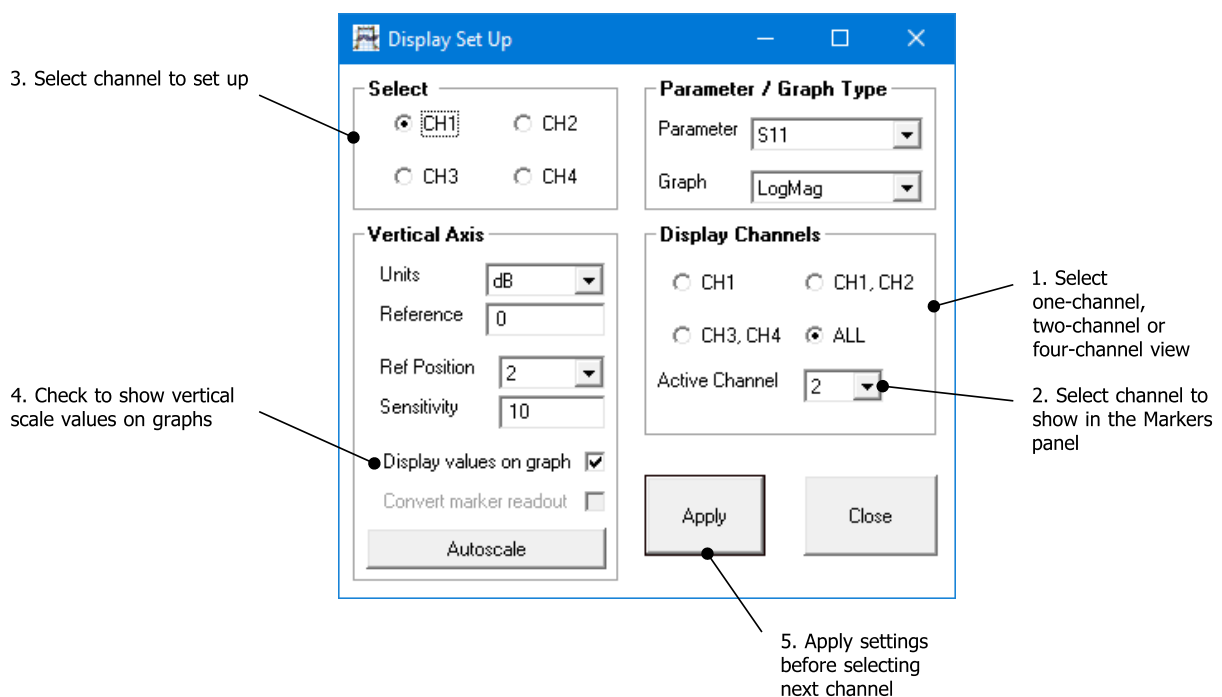 Display Set Up
3. Select channel to set up
Select
CH1
CH2
CH3
CH4
Parameter / Graph Type
Parameter
S11
Graph
LogMag
Vertical Axis
Units
dB
Reference
0
Ref Position
2
Sensitivity
10
Display values on graph
Convert marker readout
Autoscale
Display Channels
CH1
CH1, CH2
CH3, CH4
ALL
Active Channel
2
Apply
Close
1. Select
one-channel,
two-channel or
four-channel view
2. Select channel to
show in the Markers
panel
4. Check to show vertical
scale values on graphs
5. Apply settings
before selecting
next channel